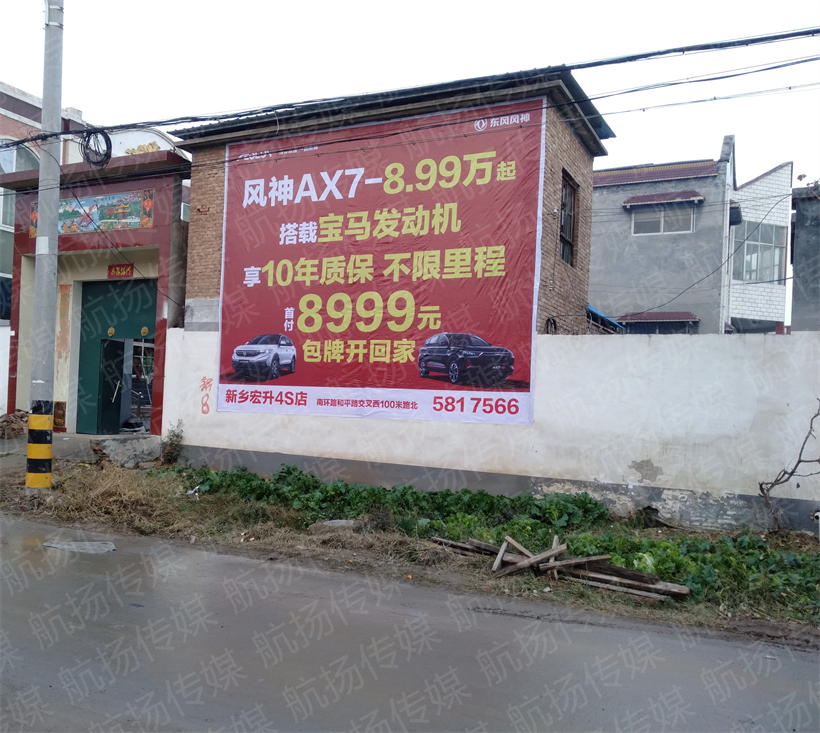 东风风神
风神AX7-8.99万起
搭载宝马发动机
享10年质保 不限里程
首付8999元
包牌开回家
新乡宏升4S店 南环路和平路交叉西100米路北 581 7566
8
航扬传媒